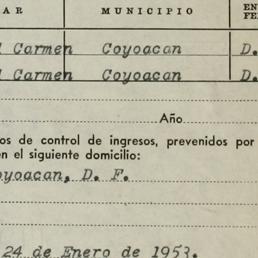 AR MUNICIPIO EN
FE
l Carmen Coyoacan D.
l Carmen Coyoacan D.
Año
os de control de ingresos, prevenidos por
en el siguiente domicilio:
oyoacan, D. F.
24 de Enero de 1953.